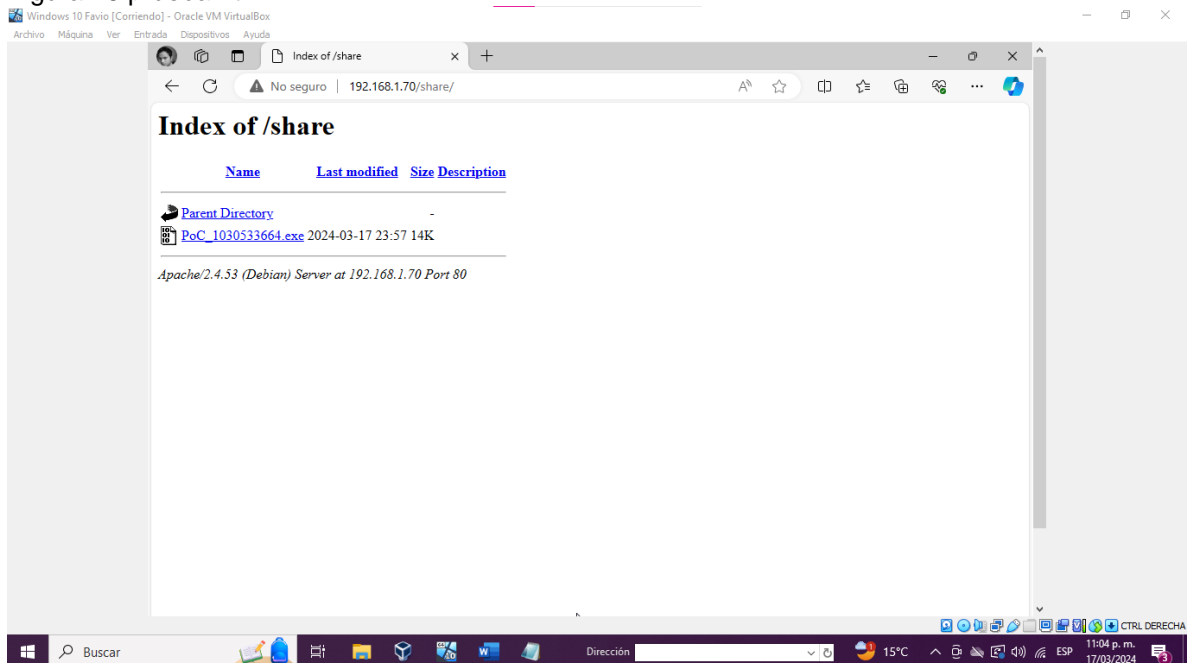 Windows 10 Favio [Corriendo] - Oracle VM VirtualBox
Archivo Máquina Ver Entrada Dispositivos Ayuda
Index of /share
No seguro 192.168.1.70/share/
Index of /share
Name Last modified Size Description
Parent Directory -
PoC_1030533664.exe 2024-03-17 23:57 14K
Apache/2.4.53 (Debian) Server at 192.168.1.70 Port 80
CTRL DERECHA
Buscar
Dirección
15°C
ESP
11:04 p. m.
17/03/2024
3